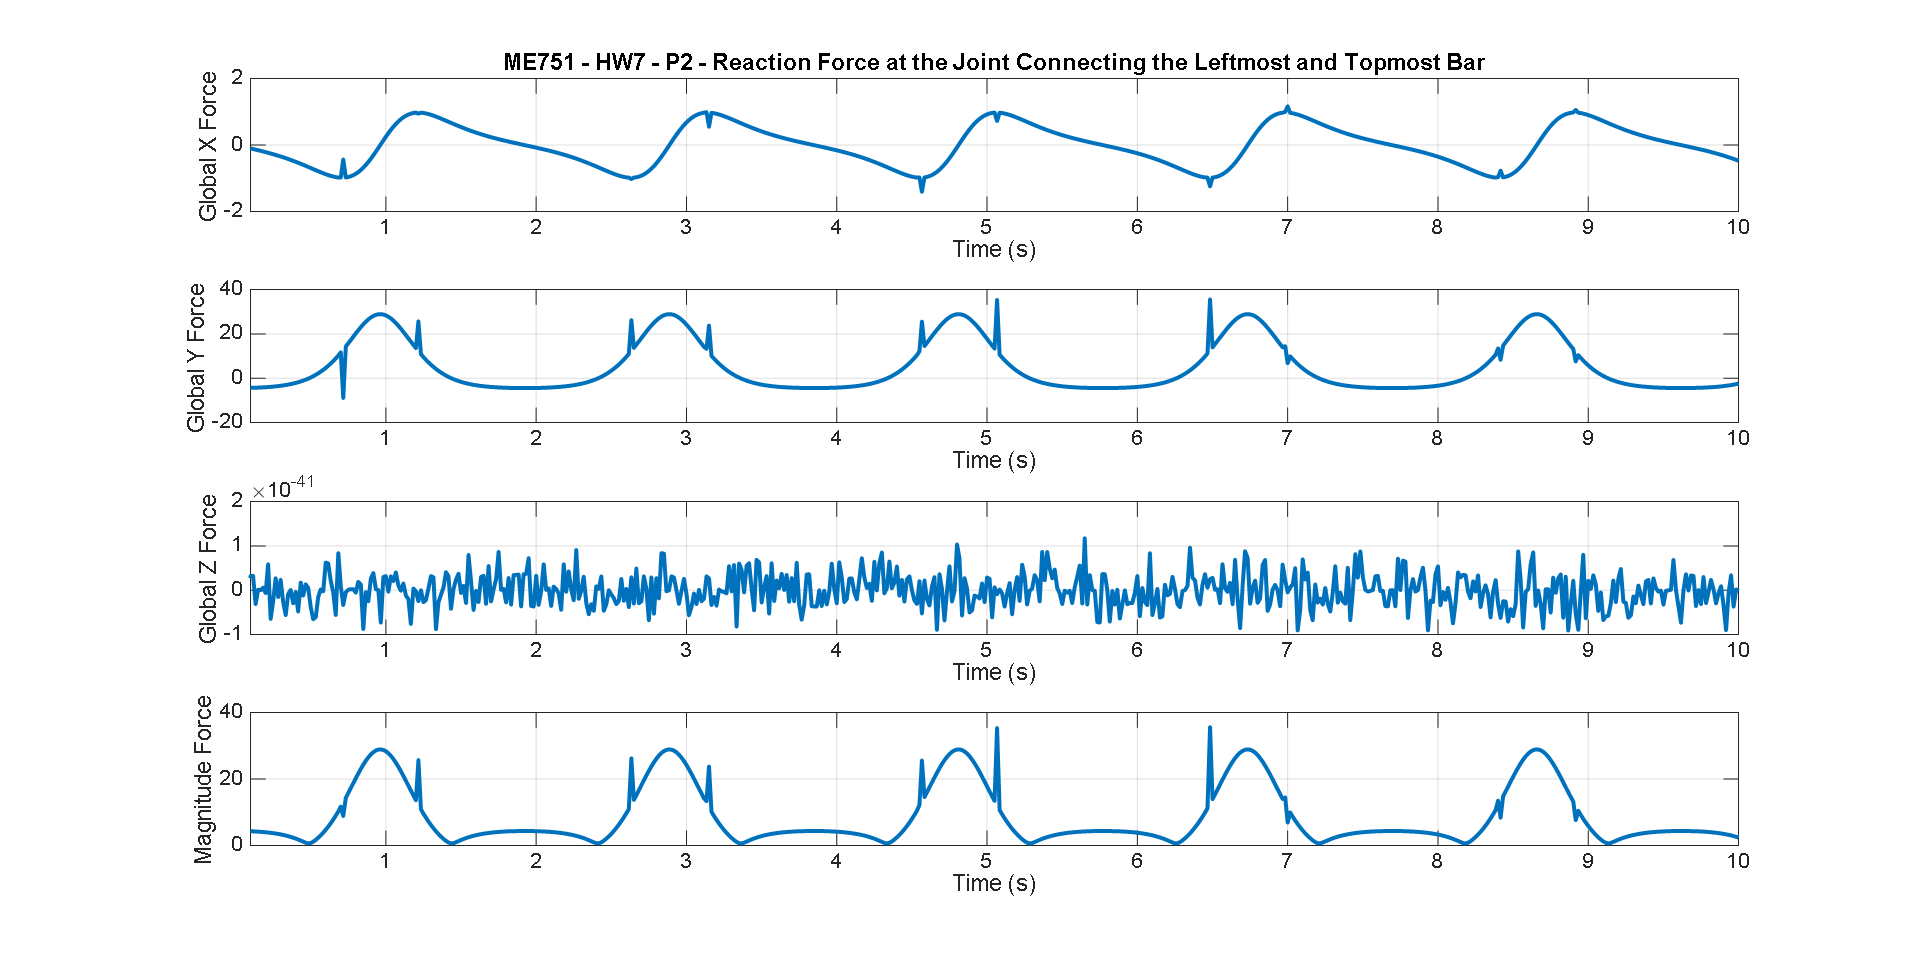 ME751 - HW7 - P2 - Reaction Force at the Joint Connecting the Leftmost and Topmost Bar
Global X Force
2
0
-2
1 2 3 4 5 6 7 8 9 10
Time (s)
Global Y Force
40
20
0
-20
1 2 3 4 5 6 7 8 9 10
Time (s)
×10^-41
Global Z Force
2
1
0
-1
1 2 3 4 5 6 7 8 9 10
Time (s)
Magnitude Force
40
20
0
1 2 3 4 5 6 7 8 9 10
Time (s)